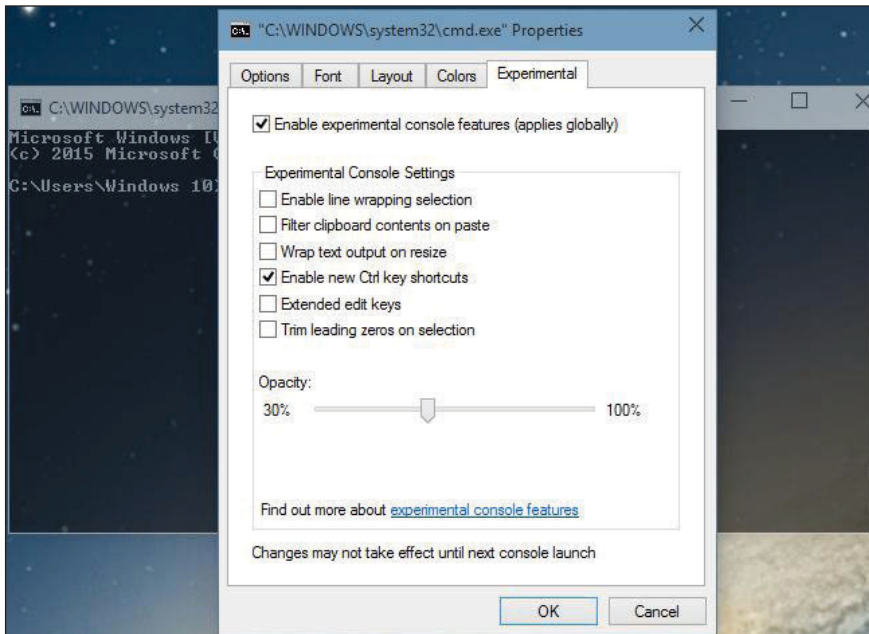 "C:\WINDOWS\system32\cmd.exe" Properties
Options Font Layout Colors Experimental
C:\WINDOWS\system32
Microsoft Windows [V
(c) 2015 Microsoft C
C:\Users\Windows 10>
Enable experimental console features (applies globally)
Experimental Console Settings
Enable line wrapping selection
Filter clipboard contents on paste
Wrap text output on resize
Enable new Ctrl key shortcuts
Extended edit keys
Trim leading zeros on selection
Opacity:
30% 100%
Find out more about experimental console features
Changes may not take effect until next console launch
OK Cancel